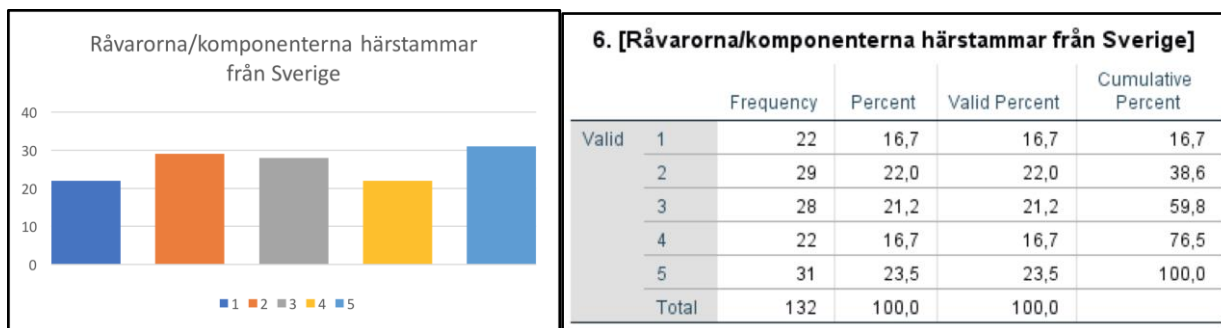 Råvarorna/komponenterna härstammar
från Sverige
40
30
20
10
0
1 2 3 4 5
6. [Råvarorna/komponenterna härstammar från Sverige]
Frequency Percent Valid Percent Cumulative Percent
Valid 1 22 16,7 16,7 16,7
2 29 22,0 22,0 38,6
3 28 21,2 21,2 59,8
4 22 16,7 16,7 76,5
5 31 23,5 23,5 100,0
Total 132 100,0 100,0